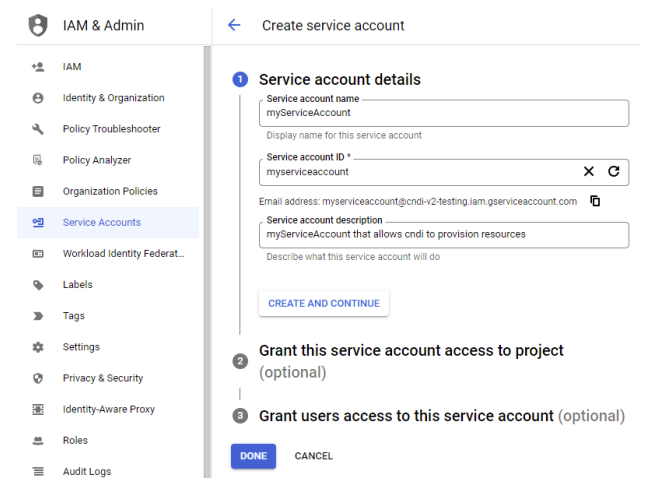 IAM & Admin
Create service account
IAM
Identity & Organization
Policy Troubleshooter
Policy Analyzer
Organization Policies
Service Accounts
Workload Identity Federat...
Labels
Tags
Settings
Privacy & Security
Identity-Aware Proxy
Roles
Audit Logs
1 Service account details
Service account name
myServiceAccount
Display name for this service account
Service account ID *
myserviceaccount
Email address: myserviceaccount@cndi-v2-testing.iam.gserviceaccount.com
Service account description
myServiceAccount that allows cndi to provision resources
Describe what this service account will do
CREATE AND CONTINUE
2 Grant this service account access to project
(optional)
3 Grant users access to this service account (optional)
DONE CANCEL